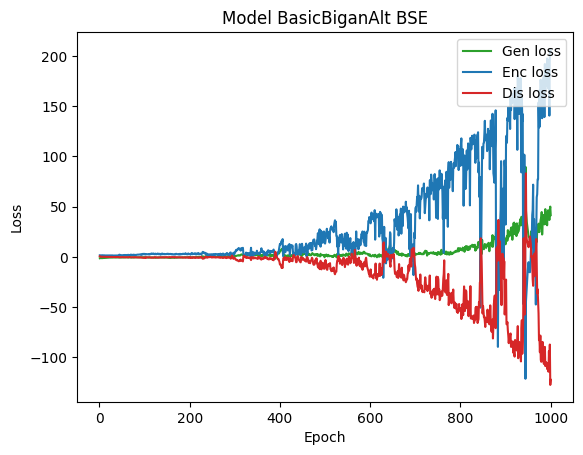 Model BasicBiganAlt BSE
Gen loss
Enc loss
Dis loss
200
150
100
50
0
−50
−100
Loss
0
200
400
600
800
1000
Epoch